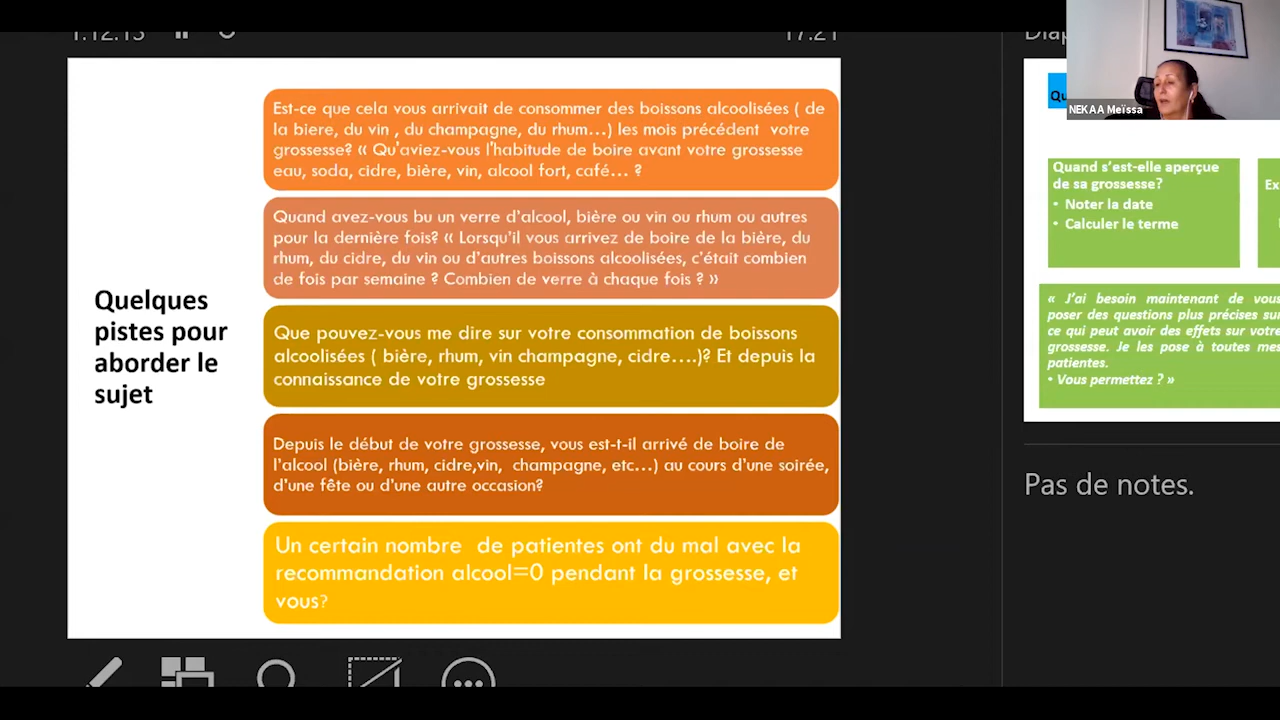 1:12:13
17:21
Quelques
pistes pour
aborder le
sujet
Est-ce que cela vous arrivait de consommer des boissons alcoolisées ( de
la biere, du vin , du champagne, du rhum...) les mois précédent votre
grossesse? « Qu'aviez-vous l'habitude de boire avant votre grossesse
eau, soda, cidre, bière, vin, alcool fort, café... ?
Quand avez-vous bu un verre d'alcool, bière ou vin ou rhum ou autres
pour la dernière fois? « Lorsqu'il vous arrivez de boire de la bière, du
rhum, du cidre, du vin ou d'autres boissons alcoolisées, c'était combien
de fois par semaine ? Combien de verre à chaque fois ? »
Que pouvez-vous me dire sur votre consommation de boissons
alcoolisées ( bière, rhum, vin champagne, cidre....)? Et depuis la
connaissance de votre grossesse
Depuis le début de votre grossesse, vous est-t-il arrivé de boire de
l'alcool (bière, rhum, cidre,vin, champagne, etc...) au cours d'une soirée,
d'une fête ou d'une autre occasion?
Un certain nombre de patientes ont du mal avec la
recommandation alcool=0 pendant la grossesse, et
vous?
NEKAA Meïssa
Quand s'est-elle aperçue
de sa grossesse?
• Noter la date
• Calculer le terme
« J'ai besoin maintenant de vous
poser des questions plus précises sur
ce qui peut avoir des effets sur votre
grossesse. Je les pose à toutes mes
patientes.
• Vous permettez ? »
Pas de notes.